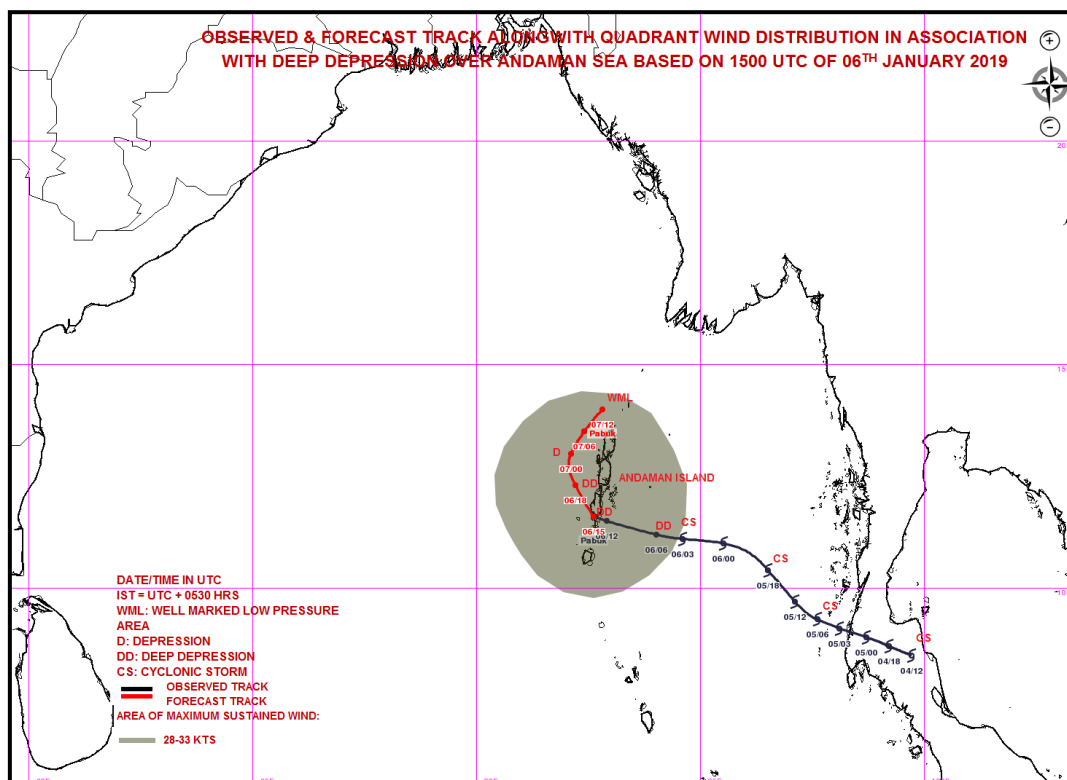 OBSERVED & FORECAST TRACK ALONGWITH QUADRANT WIND DISTRIBUTION IN ASSOCIATION
WITH DEEP DEPRESSION OVER ANDAMAN SEA BASED ON 1500 UTC OF 06TH JANUARY 2019
20
15
WML
07/12
Pabuk
07/06
D
07/00
ANDAMAN ISLAND
DD
06/18
DD
06/15
06/12
Pabuk
DD
06/06
CS
06/03
06/00
CS
05/18
10
05/12
CS
05/06
05/03
05/00
04/18
CS
04/12
DATE/TIME IN UTC
IST = UTC + 0530 HRS
WML: WELL MARKED LOW PRESSURE
AREA
D: DEPRESSION
DD: DEEP DEPRESSION
CS: CYCLONIC STORM
OBSERVED TRACK
FORECAST TRACK
AREA OF MAXIMUM SUSTAINED WIND:
28-33 KTS